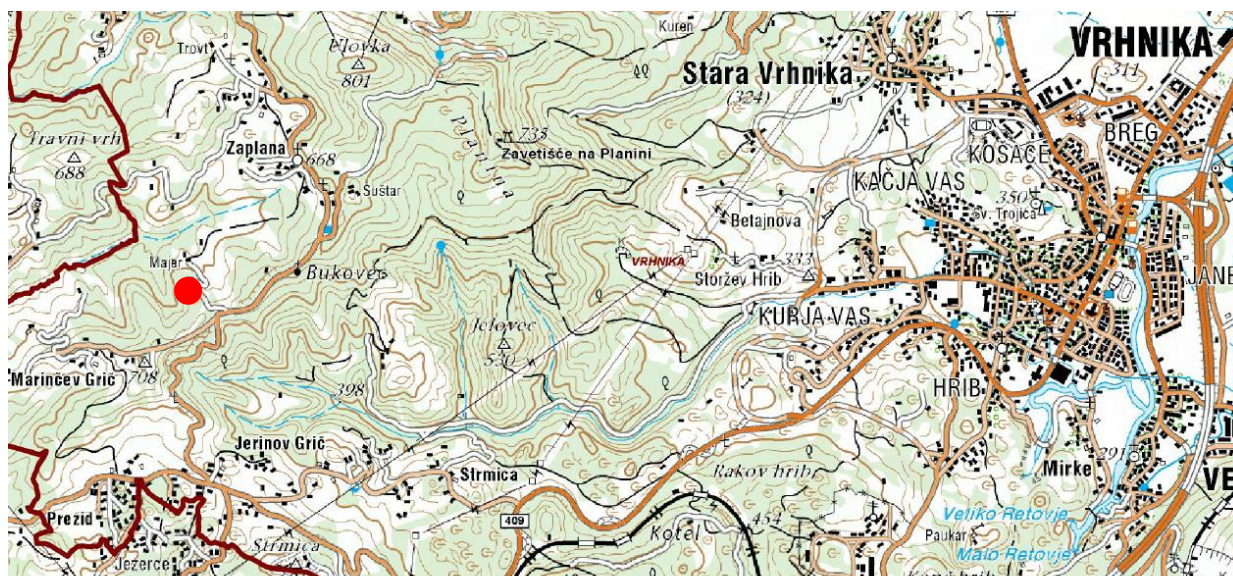 Trovt
Ulovka
801
Kuren
Stara Vrhnika
(324)
VRHNIKA
311
BREG
KOŠACE
Travni vrh
688
Zaplana
668
Planina
735
Zavetišče na Planini
Šuštar
KAČJA VAS
350
Sv. Trojica
Betajnova
Majer
Bukovec
VRHNIKA
Storžev Hrib
333
JANE
Jelovec
530
KURJA VAS
Marinčev Grič
708
398
HRIB
Jerinov Grič
Strmica
Rakov hrib
Mirke
291
VE
Prezid
409
Kotel
454
Veliko Retovje
Paukar
Malo Retovje
Ježerce
Strmica